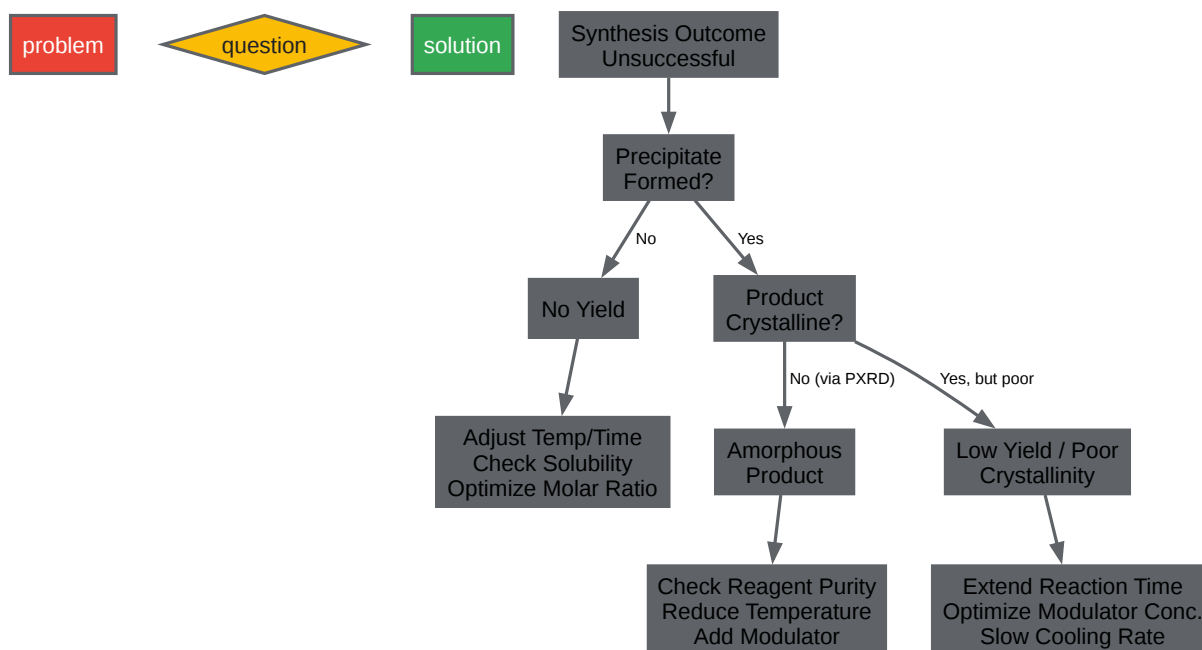 problem
question
solution
Synthesis Outcome
Unsuccessful
Precipitate
Formed?
No
Yes
No Yield
Product
Crystalline?
No (via PXRD)
Yes, but poor
Adjust Temp/Time
Check Solubility
Optimize Molar Ratio
Amorphous
Product
Low Yield / Poor
Crystallinity
Check Reagent Purity
Reduce Temperature
Add Modulator
Extend Reaction Time
Optimize Modulator Conc.
Slow Cooling Rate